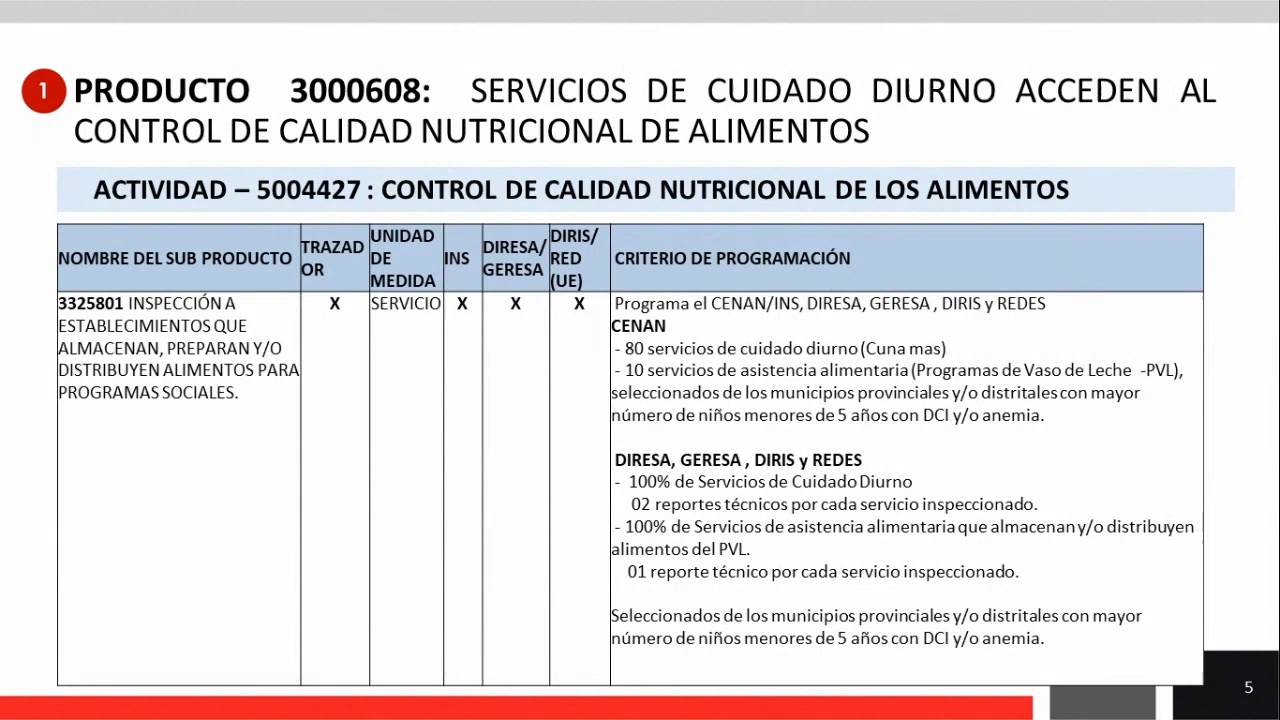 1 PRODUCTO 3000608: SERVICIOS DE CUIDADO DIURNO ACCEDEN AL
CONTROL DE CALIDAD NUTRICIONAL DE ALIMENTOS
ACTIVIDAD – 5004427 : CONTROL DE CALIDAD NUTRICIONAL DE LOS ALIMENTOS
NOMBRE DEL SUB PRODUCTO
TRAZAD
OR
UNIDAD
DE
MEDIDA
INS
DIRESA/
GERESA
DIRIS/
RED
(UE)
CRITERIO DE PROGRAMACIÓN
3325801 INSPECCIÓN A
ESTABLECIMIENTOS QUE
ALMACENAN, PREPARAN Y/O
DISTRIBUYEN ALIMENTOS PARA
PROGRAMAS SOCIALES.
X
SERVICIO
X
X
X
Programa el CENAN/INS, DIRESA, GERESA , DIRIS y REDES
CENAN
- 80 servicios de cuidado diurno (Cuna mas)
- 10 servicios de asistencia alimentaria (Programas de Vaso de Leche -PVL),
seleccionados de los municipios provinciales y/o distritales con mayor
número de niños menores de 5 años con DCI y/o anemia.
DIRESA, GERESA , DIRIS y REDES
- 100% de Servicios de Cuidado Diurno
02 reportes técnicos por cada servicio inspeccionado.
- 100% de Servicios de asistencia alimentaria que almacenan y/o distribuyen
alimentos del PVL.
01 reporte técnico por cada servicio inspeccionado.
Seleccionados de los municipios provinciales y/o distritales con mayor
número de niños menores de 5 años con DCI y/o anemia.
5